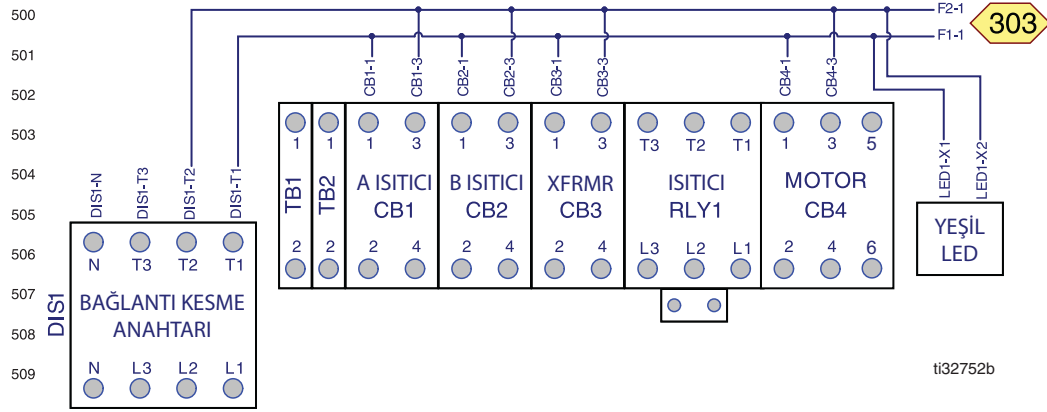 500
F2-1
303
F1-1
501
CB1-1
CB1-3
CB2-1
CB2-3
CB3-1
CB3-3
CB4-1
CB4-3
502
503
1 1 1 3 1 3 1 3 T3 T2 T1 1 3 5
LED1-X1
LED1-X2
504
DIS1-N
DIS1-T3
DIS1-T2
DIS1-T1
TB1
TB2
A ISITICI
CB1
B ISITICI
CB2
XFRMR
CB3
ISITICI
RLY1
MOTOR
CB4
505
YEŞİL
LED
506
2 2 2 4 2 4 2 4 L3 L2 L1 2 4 6
N T3 T2 T1
507
DIS1
BAĞLANTI KESME
ANAHTARI
508
509
N L3 L2 L1
ti32752b